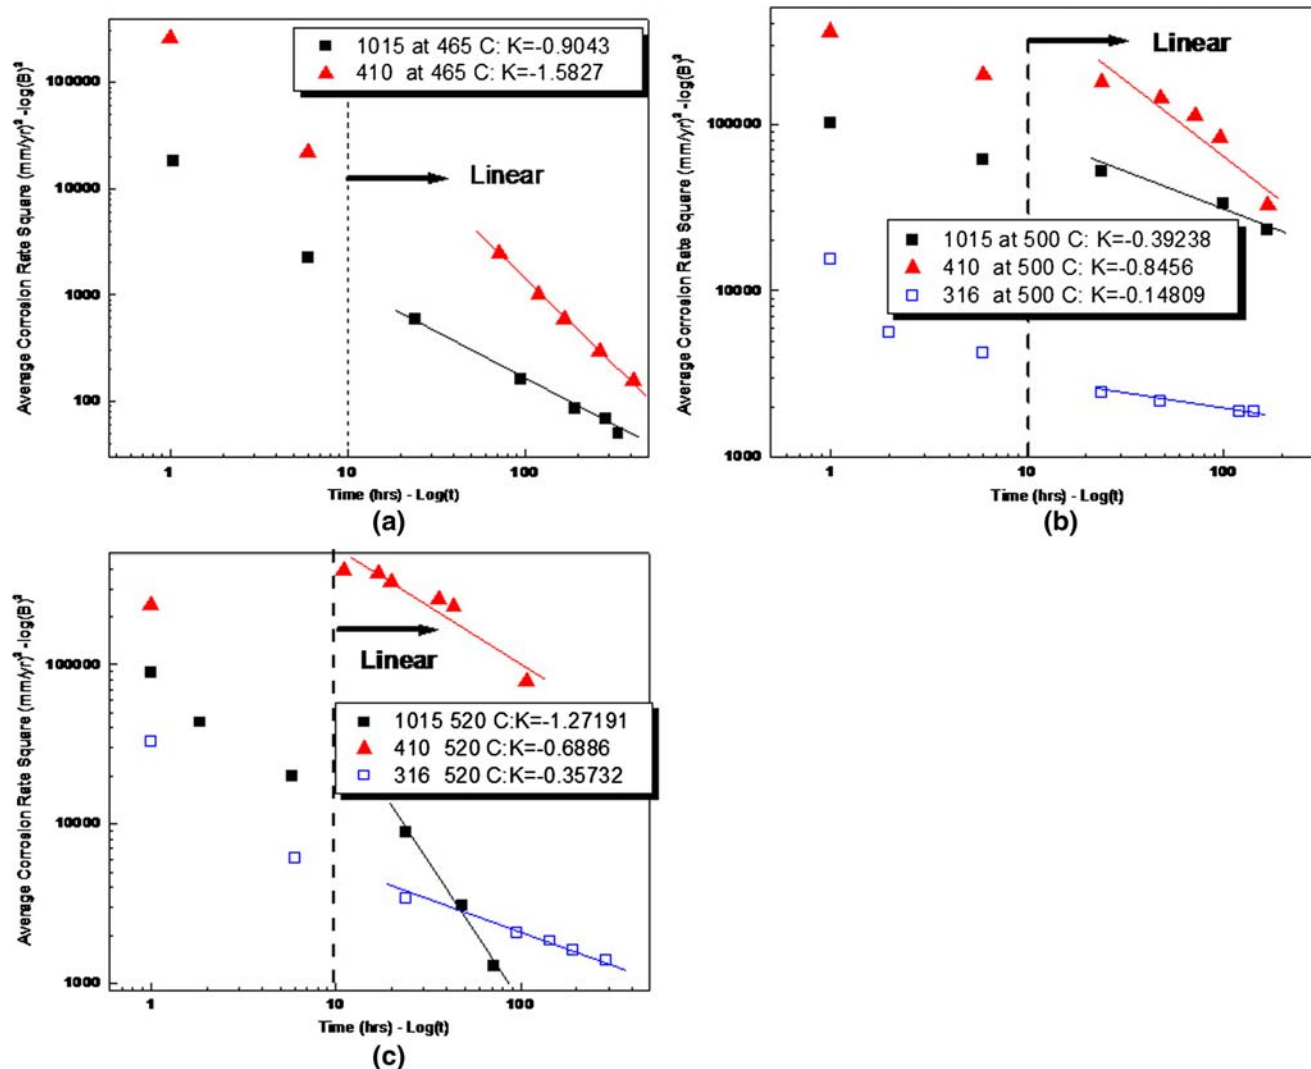 1015 at 465 C: K=-0.9043
410 at 465 C: K=-1.5827
Linear
100000
10000
1000
100
1
10
100
Average Corrosion Rate Square (mm/yr)² -log(B)²
Time (hrs) - Log(t)
(a)
Linear
1015 at 500 C: K=-0.39238
410 at 500 C: K=-0.8456
316 at 500 C: K=-0.14809
100000
10000
1000
1
10
100
Average Corrosion Rate Square (mm/yr)² -log(B)²
Time (hrs) - Log(t)
(b)
Linear
1015 520 C:K=-1.27191
410 520 C:K=-0.6886
316 520 C:K=-0.35732
100000
10000
1000
1
10
100
Average Corrosion Rate Square (mm/yr)² -log(B)²
Time (hrs) - Log(t)
(c)